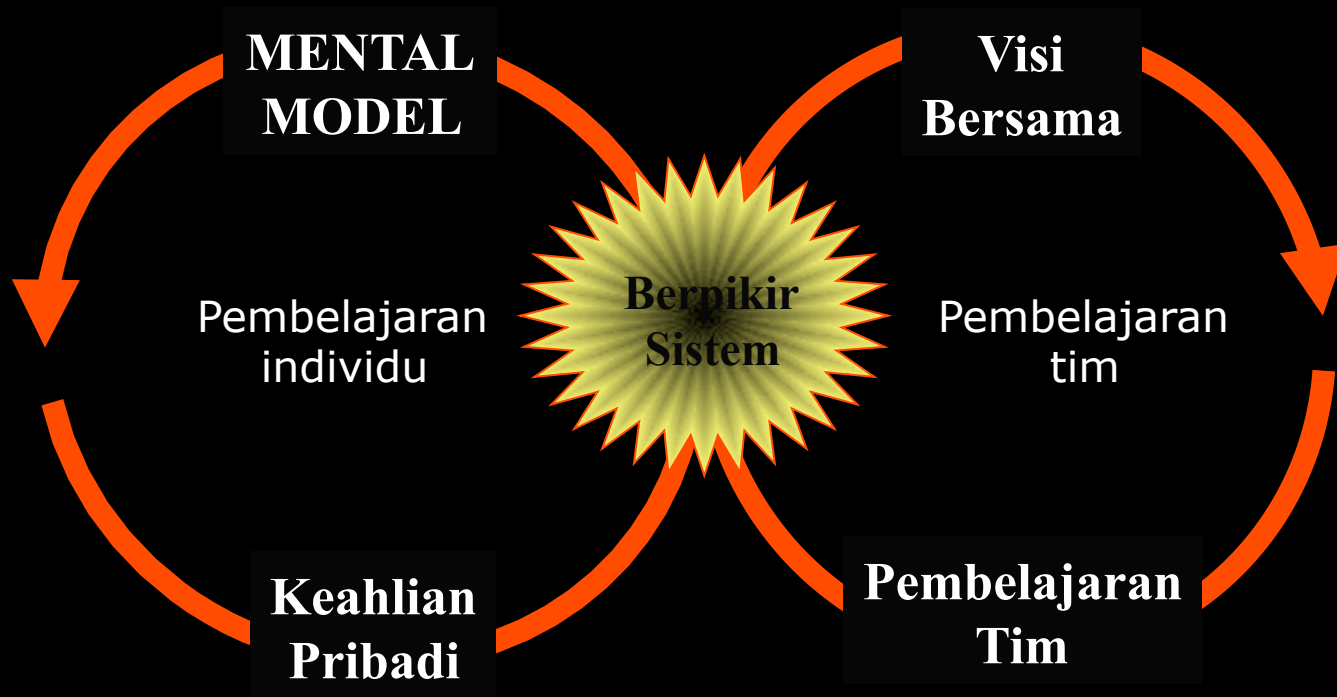 MENTAL
MODEL
Visi
Bersama
Berpikir
Sistem
Pembelajaran
individu
Pembelajaran
tim
Keahlian
Pribadi
Pembelajaran
Tim